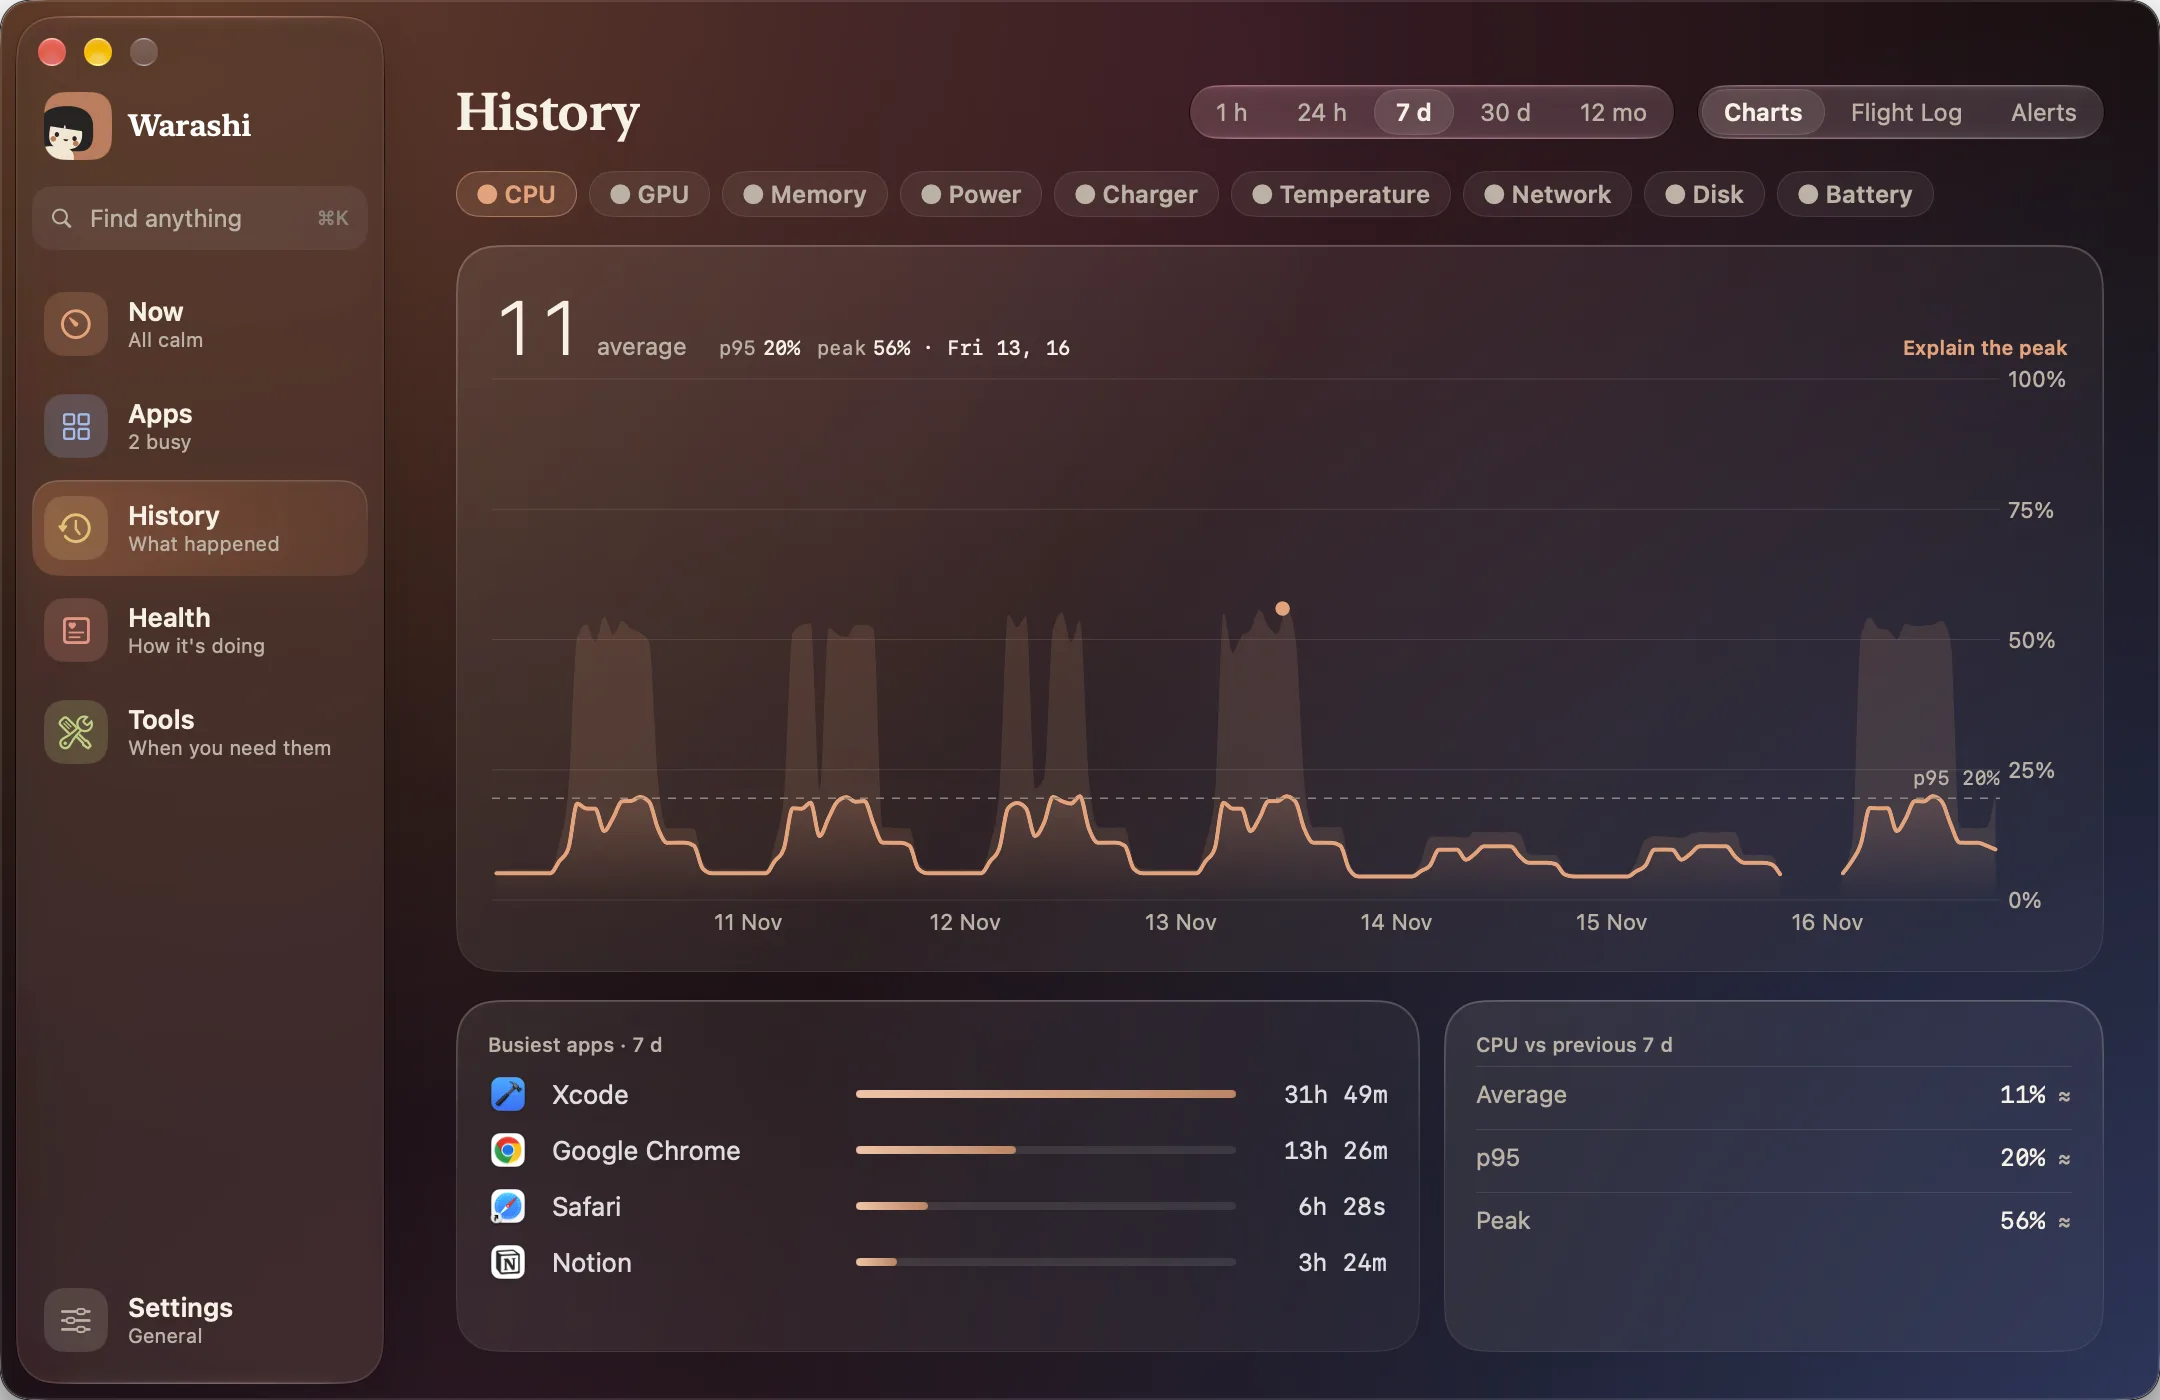 Warashi
Find anything ⌘K
Now
All calm
Apps
2 busy
History
What happened
Health
How it's doing
Tools
When you need them
Settings
General
History
1 h 24 h 7 d 30 d 12 mo
Charts Flight Log Alerts
CPU GPU Memory Power Charger Temperature Network Disk Battery
11 average p95 20% peak 56% · Fri 13, 16
Explain the peak
100%
75%
50%
25%
p95 20%
0%
11 Nov 12 Nov 13 Nov 14 Nov 15 Nov 16 Nov
Busiest apps · 7 d
Xcode 31h 49m
Google Chrome 13h 26m
Safari 6h 28s
Notion 3h 24m
CPU vs previous 7 d
Average 11% ≈
p95 20% ≈
Peak 56% ≈